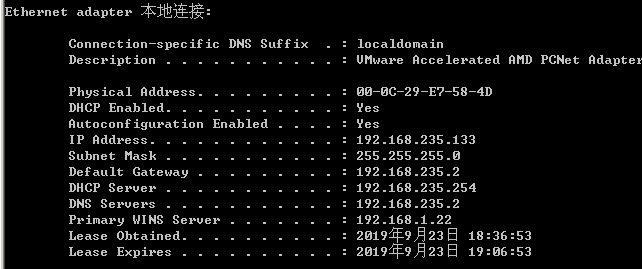 Ethernet adapter 本地连接:
Connection-specific DNS Suffix  . : localdomain
Description . . . . . . . . . . . : VMware Accelerated AMD PCNet Adapter
Physical Address. . . . . . . . . : 00-0C-29-E7-58-4D
DHCP Enabled. . . . . . . . . . . : Yes
Autoconfiguration Enabled . . . . : Yes
IP Address. . . . . . . . . . . . : 192.168.235.133
Subnet Mask . . . . . . . . . . . : 255.255.255.0
Default Gateway . . . . . . . . . : 192.168.235.2
DHCP Server . . . . . . . . . . . : 192.168.235.254
DNS Servers . . . . . . . . . . . : 192.168.235.2
Primary WINS Server . . . . . . . : 192.168.1.22
Lease Obtained. . . . . . . . . . : 2019年9月23日 18:36:53
Lease Expires . . . . . . . . . . : 2019年9月23日 19:06:53